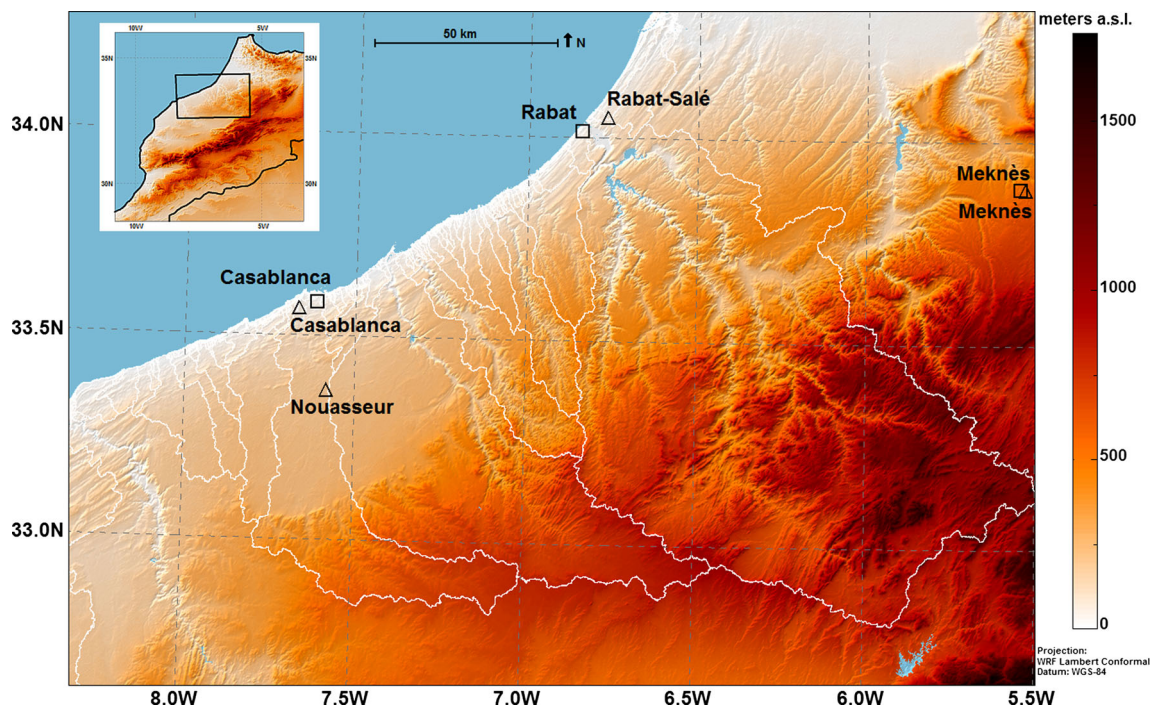 meters a.s.l.
10W
5W
35N
30N
10W
5W
50 km
N
34.0N
33.5N
33.0N
Rabat-Salé
Rabat
Meknès
Meknès
Casablanca
Casablanca
Nouasseur
1500
1000
500
0
Projection:
WRF Lambert Conformal
Datum: WGS-84
8.0W
7.5W
7.0W
6.5W
6.0W
5.5W